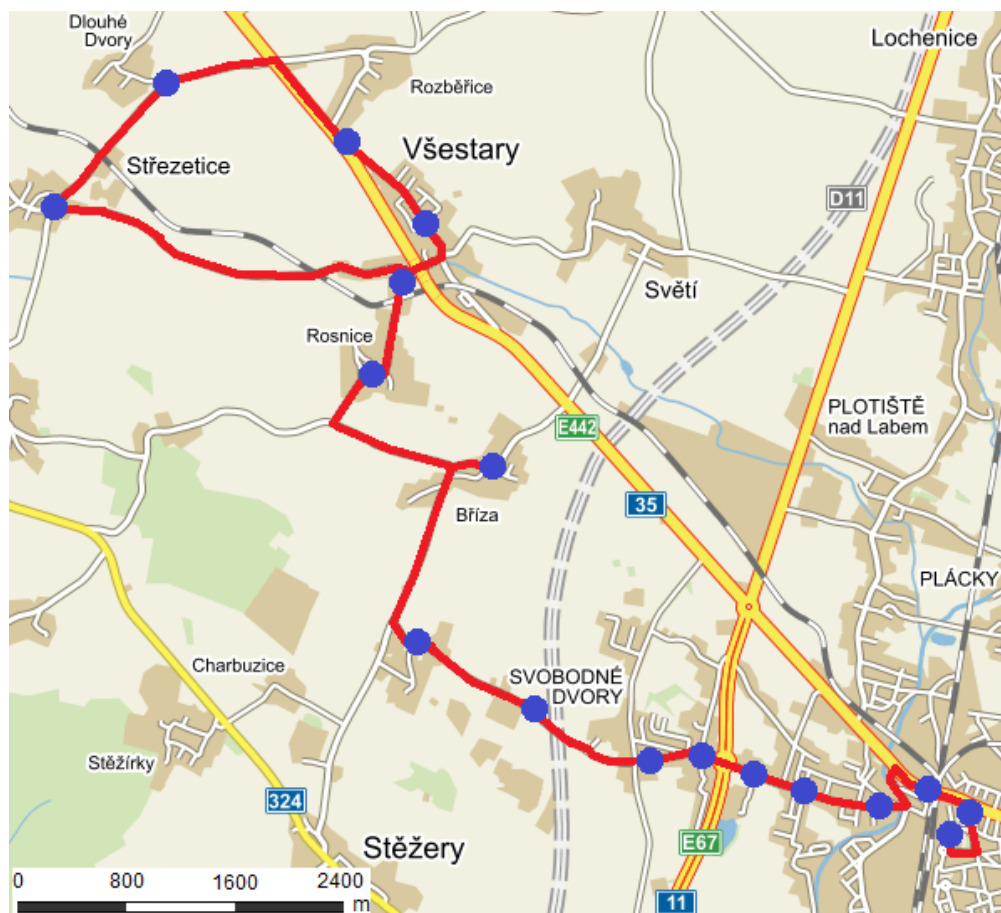 Dlouhé
Dvory
Lochenice
Rozběřice
Všestary
Střezetice
D11
Světí
Rosnice
PLOTIŠTĚ
nad Labem
E442
35
Bříza
PLÁCKY
Charbuzice
SVOBODNÉ
DVORY
Stěžírky
324
Stěžery
E67
11
0 800 1600 2400
m